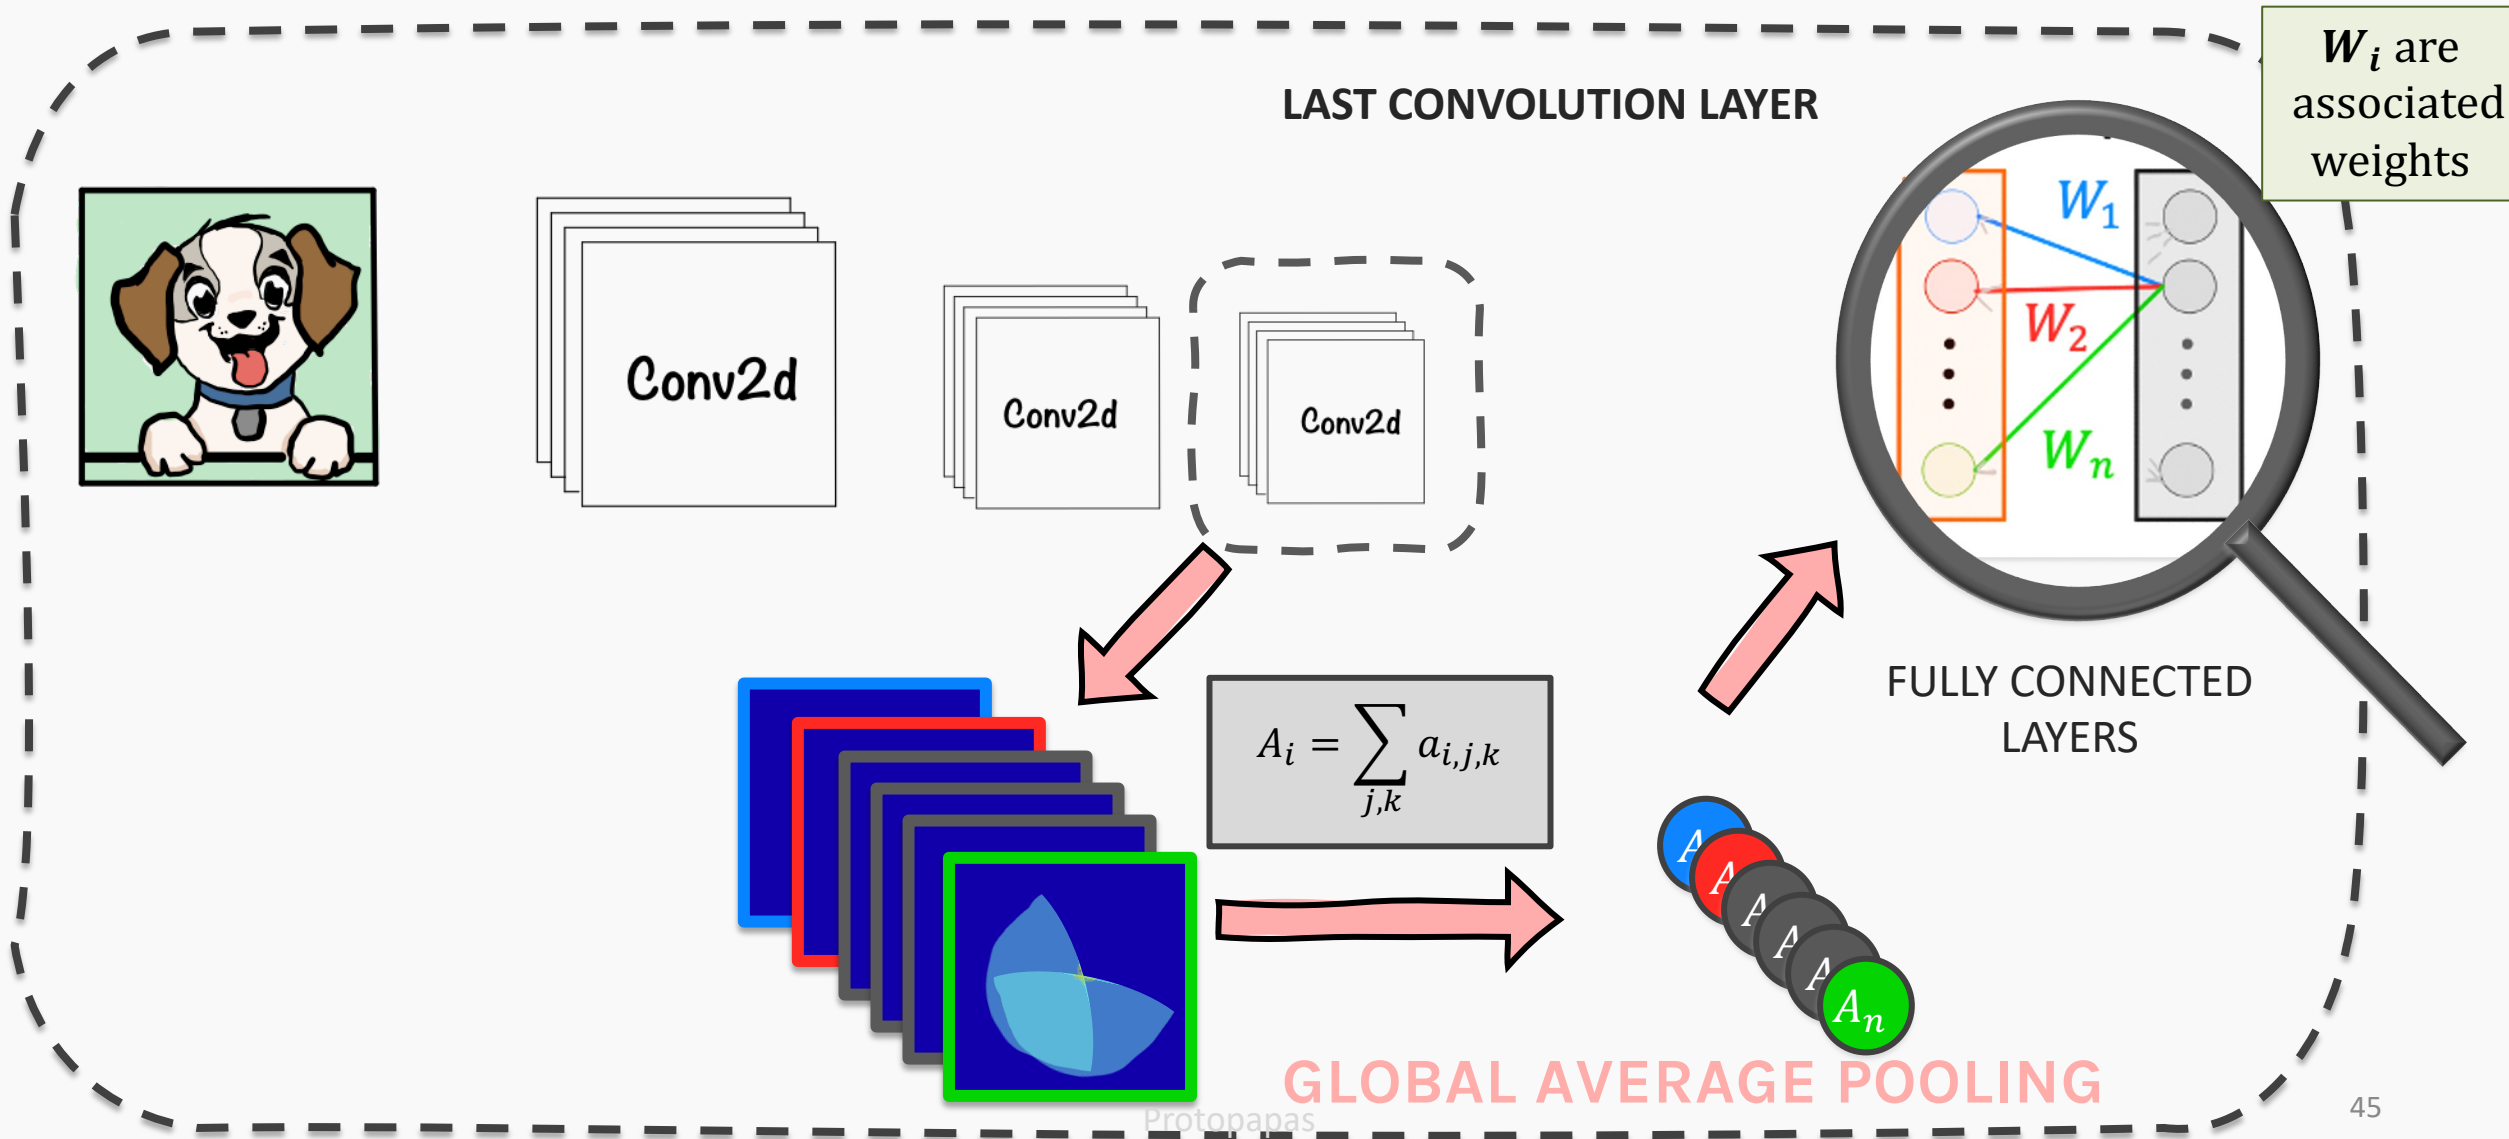 LAST CONVOLUTION LAYER
W_i are
associated
weights
Conv2d
Conv2d
Conv2d
W_1
W_2
W_n
FULLY CONNECTED
LAYERS
A_i = ∑_{j,k} a_{i,j,k}
A
A
A
A
A
A_n
GLOBAL AVERAGE POOLING
Protopapas
45